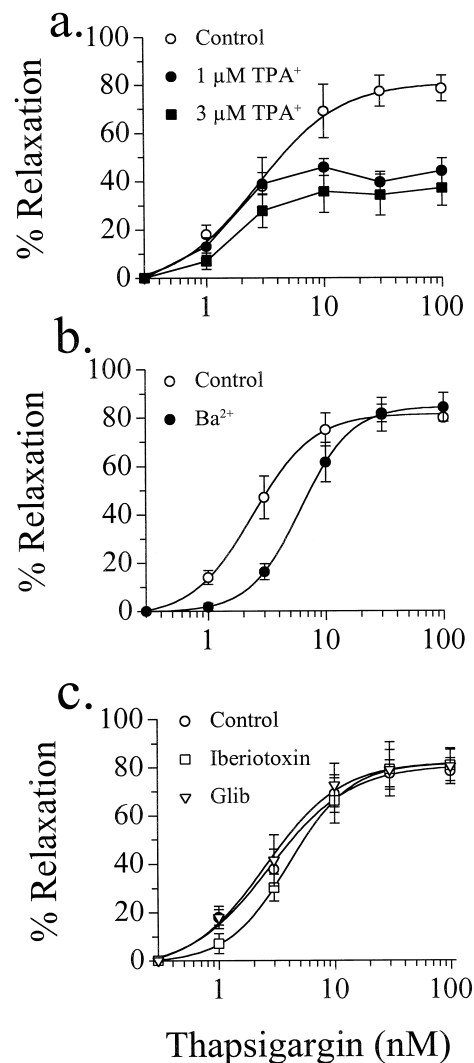 a.
% Relaxation
100
80
60
40
20
0
Control
1 μM TPA⁺
3 μM TPA⁺
1 10 100
b.
% Relaxation
100
80
60
40
20
0
Control
Ba²⁺
1 10 100
c.
% Relaxation
100
80
60
40
20
0
Control
Iberiotoxin
Glib
1 10 100
Thapsigargin (nM)